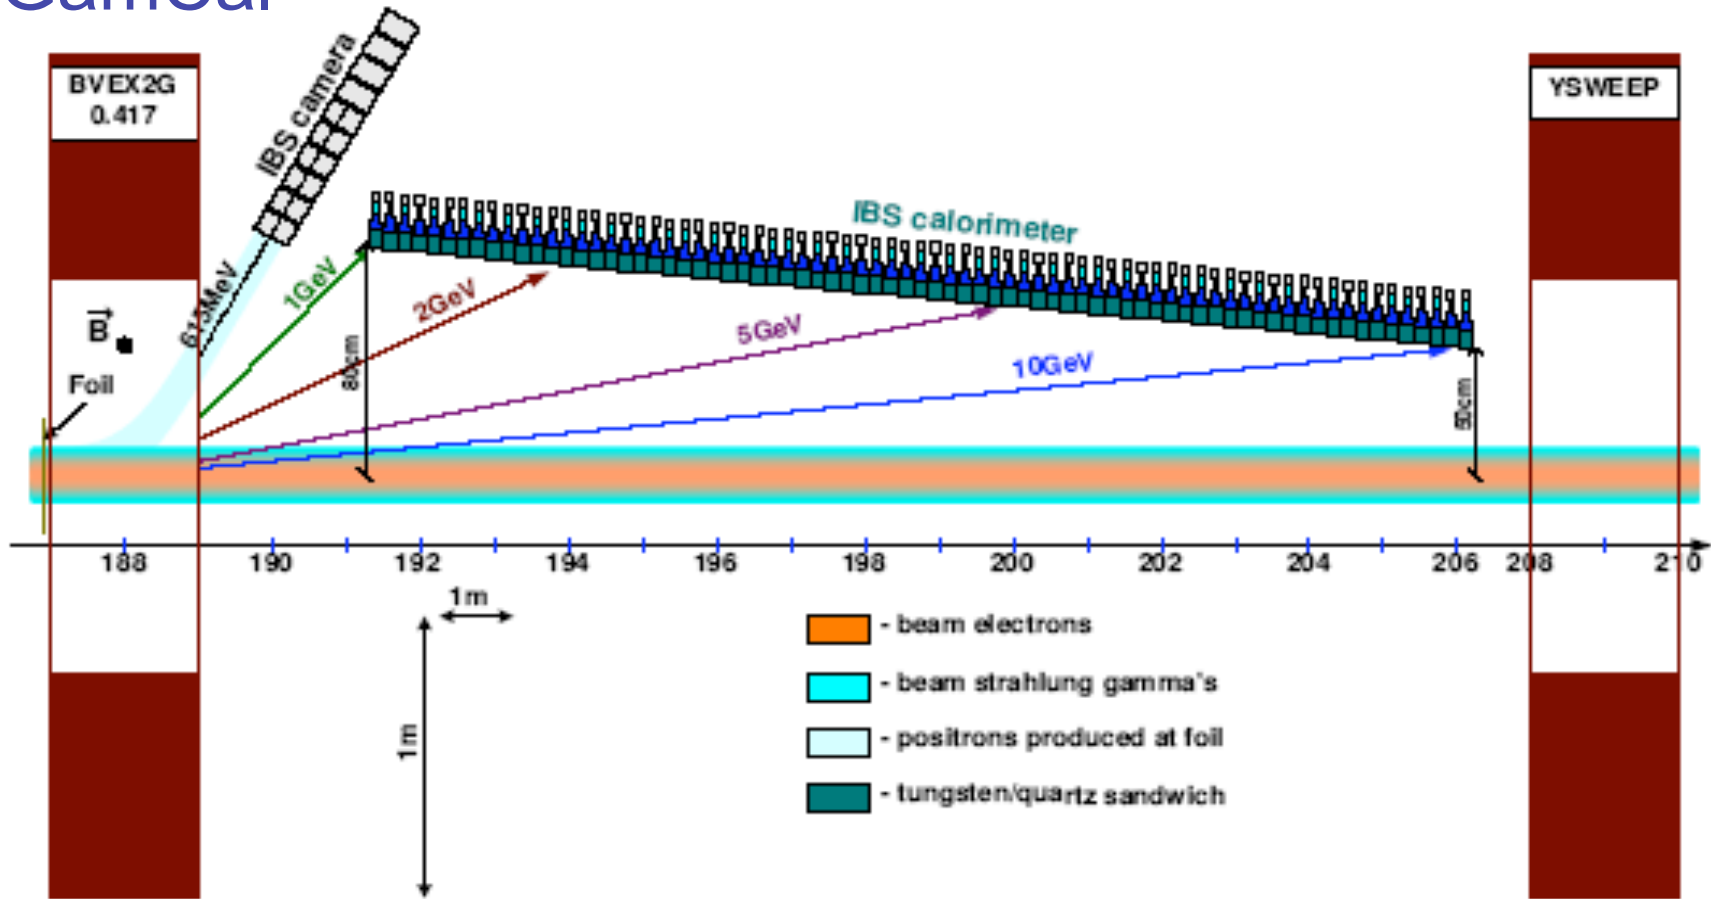 GamCal
BVEX2G
0.417
YSWEEP
IBS camera
IBS calorimeter
613MeV
1GeV
2GeV
5GeV
10GeV
80cm
50cm
B
Foil
188 190 192 194 196 198 200 202 204 206 208 210
1m
1m
- beam electrons
- beam strahlung gamma's
- positrons produced at foil
- tungsten/quartz sandwich